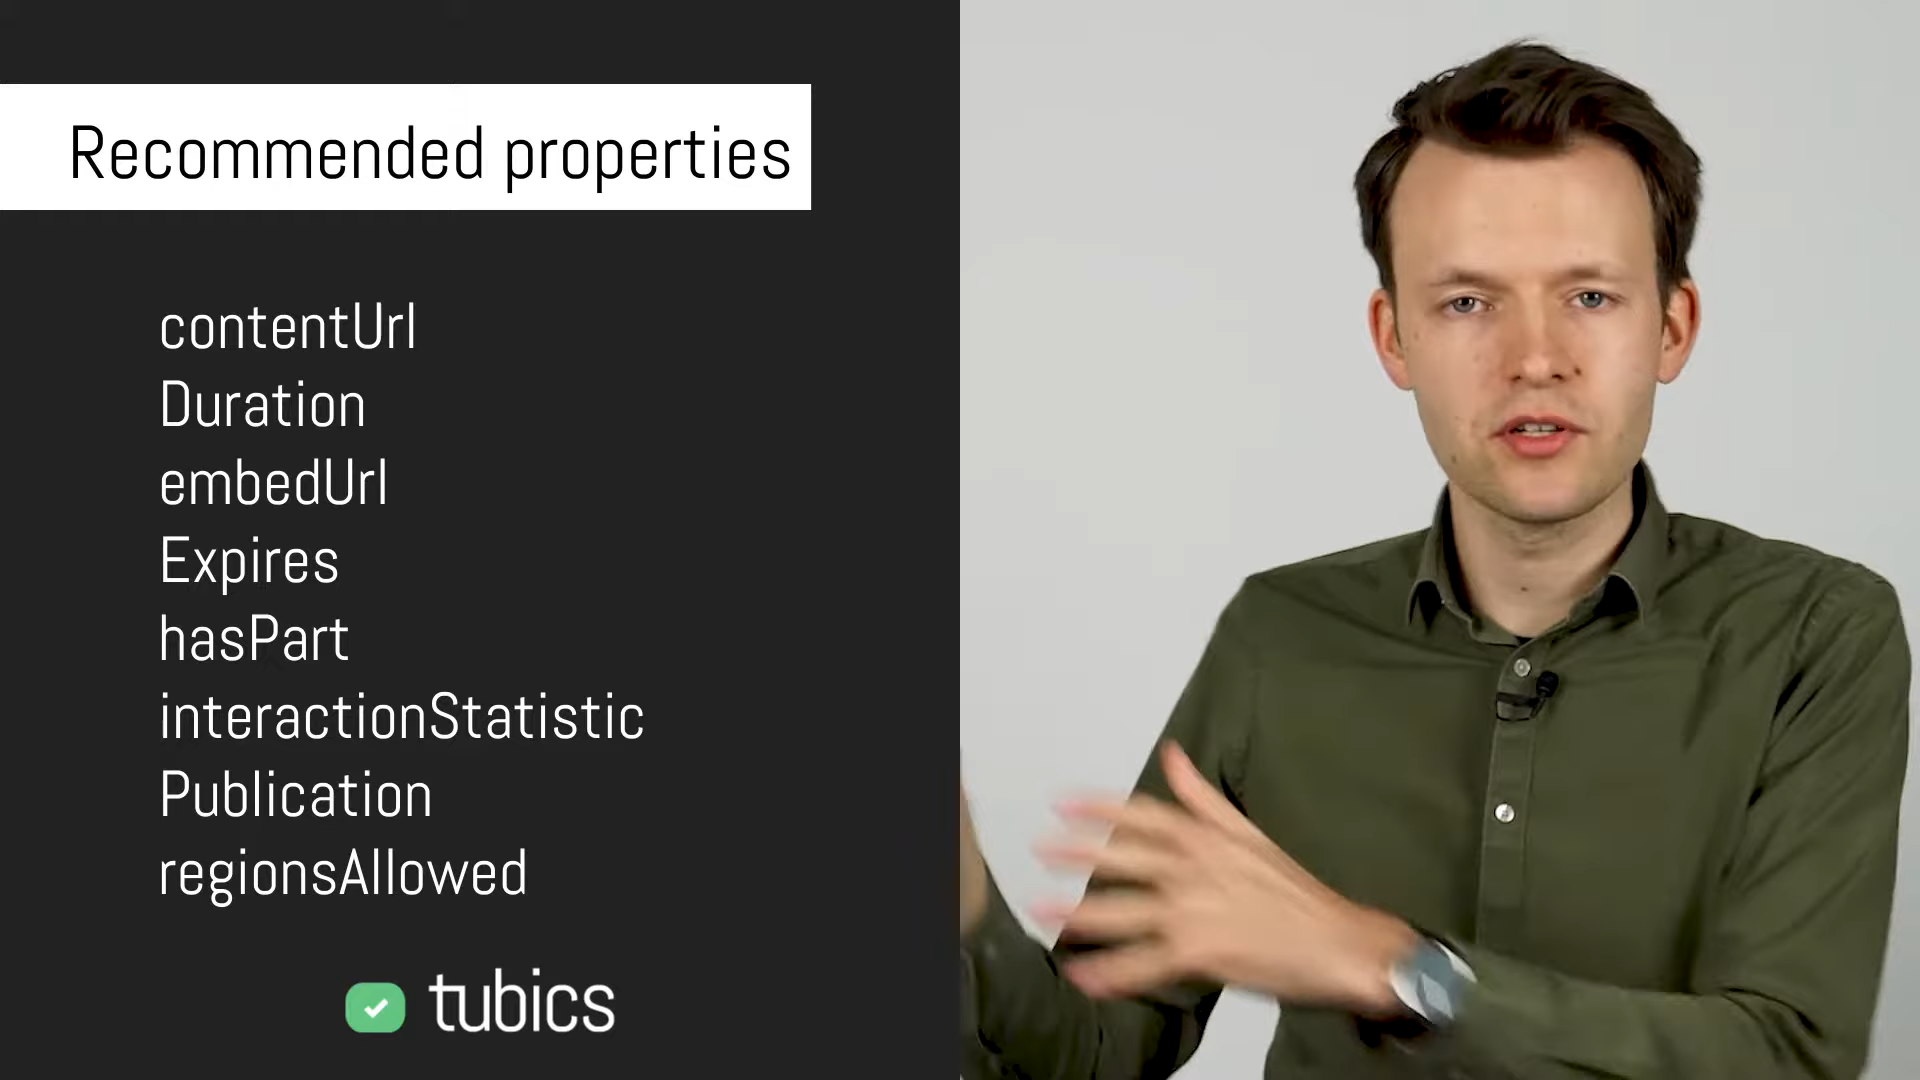 Recommended properties
contentUrl
Duration
embedUrl
Expires
hasPart
interactionStatistic
Publication
regionsAllowed
tubics